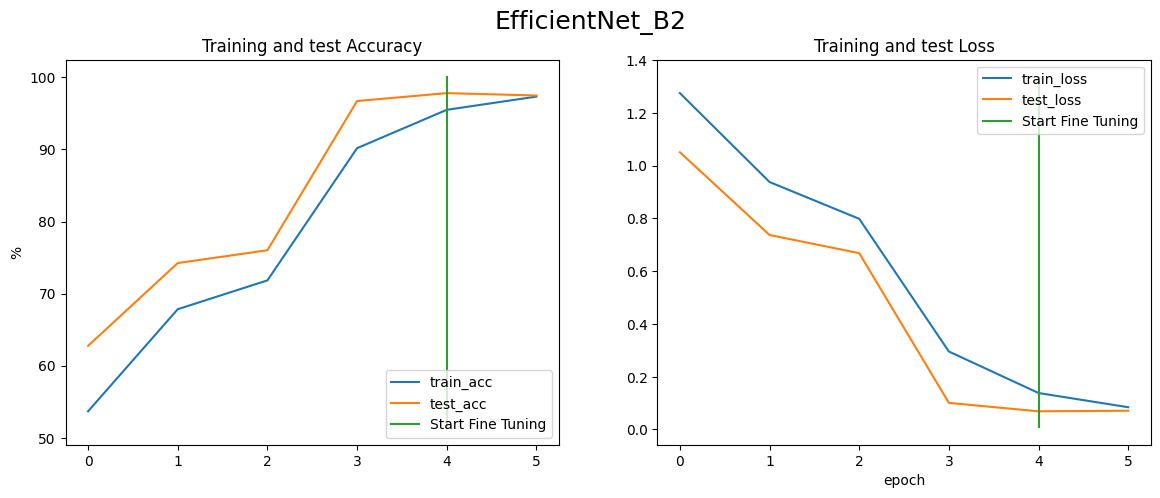 EfficientNet_B2
Training and test Accuracy
100
90
80
70
60
50
%
0 1 2 3 4 5
train_acc
test_acc
Start Fine Tuning
Training and test Loss
1.4
1.2
1.0
0.8
0.6
0.4
0.2
0.0
0 1 2 3 4 5
epoch
train_loss
test_loss
Start Fine Tuning